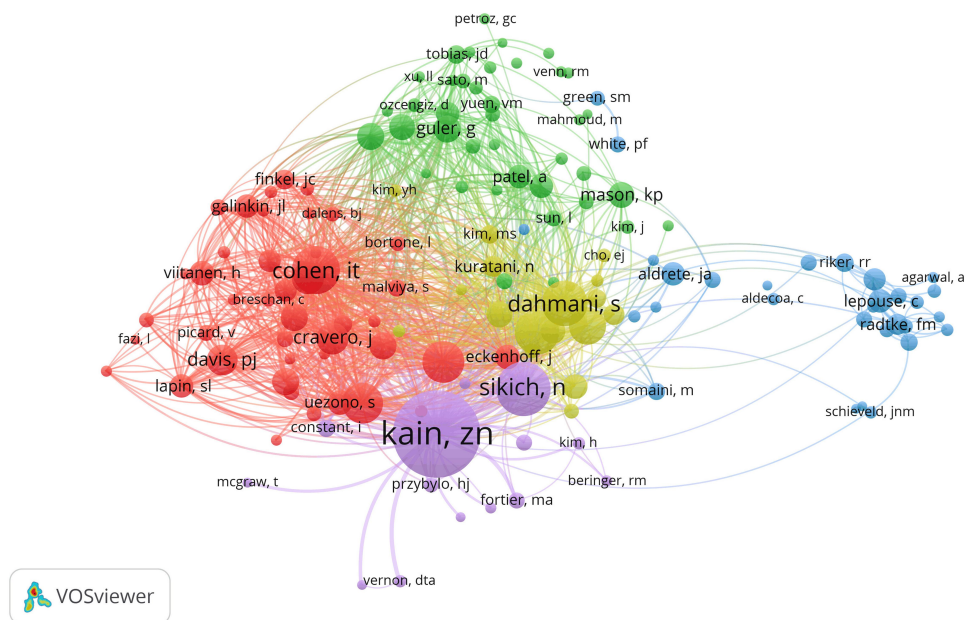 petroz, gc
tobias, jd
venn, rm
xu, ll
sato, m
green, sm
ozcengiz, d
yuen, vm
mahmoud, m
guler, g
white, pf
finkel, jc
patel, a
kim, yh
mason, kp
galinkin, jl
dalens, bj
sun, l
kim, j
kim, ms
bortone, l
cho, ej
viitanen, h
cohen, it
kuratani, n
aldrete, ja
riker, rr
agarwal, a
malviya, s
breschan, c
dahmani, s
aldecoa, c
lepouse, c
radtke, fm
fazi, l
picard, v
cravero, j
davis, pj
eckenhoff, j
lapin, sl
sikich, n
somaini, m
uezono, s
schieveld, jnm
constant, i
kain, zn
kim, h
mcgraw, t
przybylo, hj
beringer, rm
fortier, ma
vernon, dta
VOSviewer